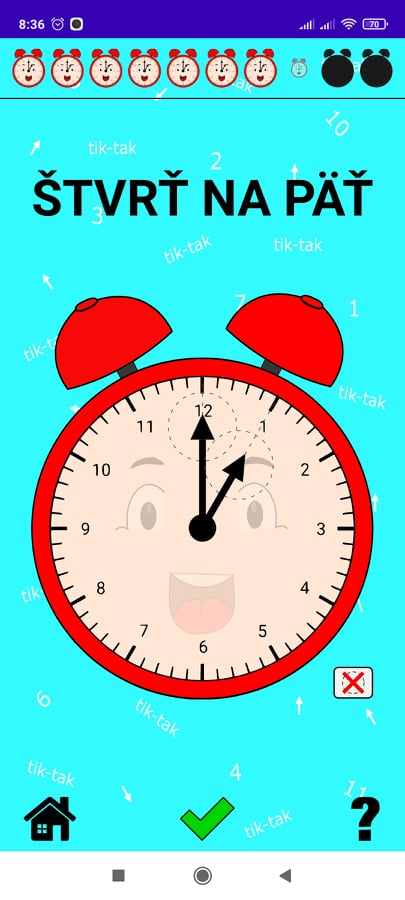 8:36
70
tik-tak
10
tik-tak
2
ŠTVRŤ NA PÄŤ
3
tik-tak
tik-tak
7
1
tik-tak
12
11
1
10
2
9
3
8
4
7
5
6
tik-tak
6
tik-tak
tik-tak
4
11
tik-tak
?